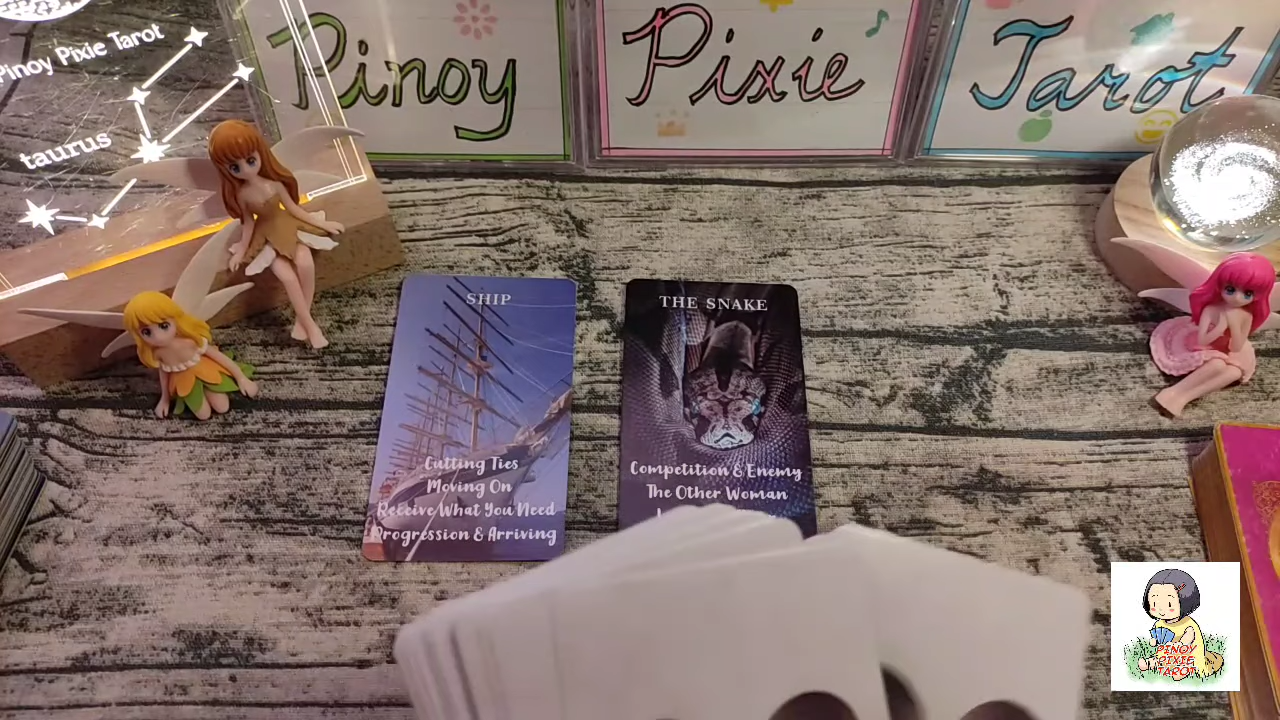 Pinoy Pixie Tarot
taurus
Pinoy
Pixie
Tarot
SHIP
Cutting Ties
Moving On
Receive What You Need
Progression & Arriving
THE SNAKE
Competition & Enemy
The Other Woman
PINOY
PIXIE
TAROT